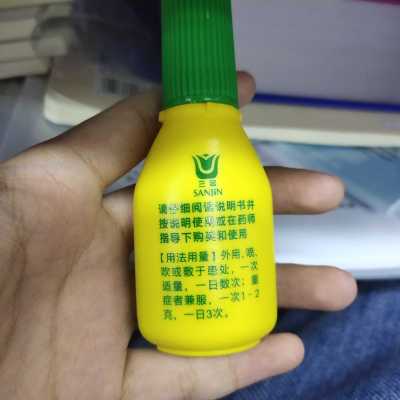 三金
SANJIN
请仔细阅读说明书并
按说明使用或在药师
指导下购买和使用
【用法用量】外用，喷、
吹或敷于患处，一次
适量，一日数次；重
症者兼服，一次1-2
克，一日3次。